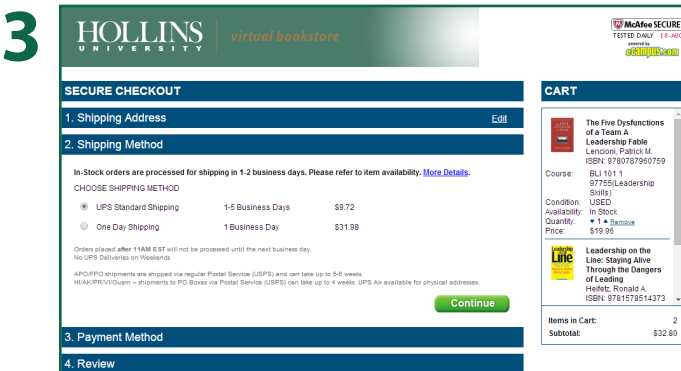 3
HOLLINS
UNIVERSITY
virtual bookstore
McAfee SECURE
TESTED DAILY 18-AUG
powered by
eCampus.com
SECURE CHECKOUT
1. Shipping Address Edit
2. Shipping Method
In-Stock orders are processed for shipping in 1-2 business days. Please refer to item availability. More Details.
CHOOSE SHIPPING METHOD
UPS Standard Shipping 1-5 Business Days $9.72
One Day Shipping 1 Business Day $31.98
Orders placed after 11AM EST will not be processed until the next business day.
No UPS Deliveries on Weekends
APO/FPO shipments are shipped via regular Postal Service (USPS) and can take up to 5-6 weeks.
HI/AK/PR/VI/Guam – shipments to PO Boxes via Postal Service (USPS) can take up to 4 weeks. UPS Air available for physical addresses.
Continue
3. Payment Method
4. Review
CART
The Five Dysfunctions
of a Team A
Leadership Fable
Lencioni, Patrick M.
ISBN: 9780787960759
Course: BLI 101 1
97755(Leadership
Skills)
Condition: USED
Availability: In Stock
Quantity: 1 Remove
Price: $19.96
Leadership
Line
Leadership on the
Line: Staying Alive
Through the Dangers
of Leading
Heifetz, Ronald A.
ISBN: 9781578514373
Items in Cart: 2
Subtotal: $32.80